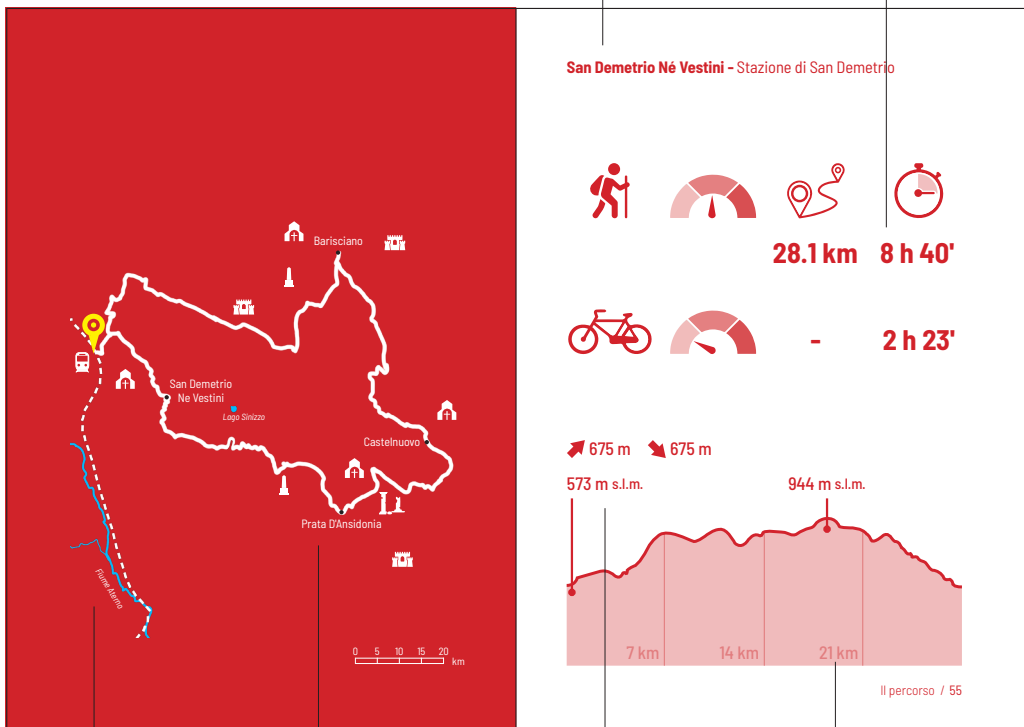 Barisciano
San Demetrio
Ne Vestini
Lago Sinizzo
Castelnuovo
Prata D'Ansidonia
Fiume Aterno
0 5 10 15 20
km
San Demetrio Né Vestini - Stazione di San Demetrio
28.1 km 8 h 40'
- 2 h 23'
675 m 675 m
573 m s.l.m. 944 m s.l.m.
7 km 14 km 21 km
Il percorso / 55